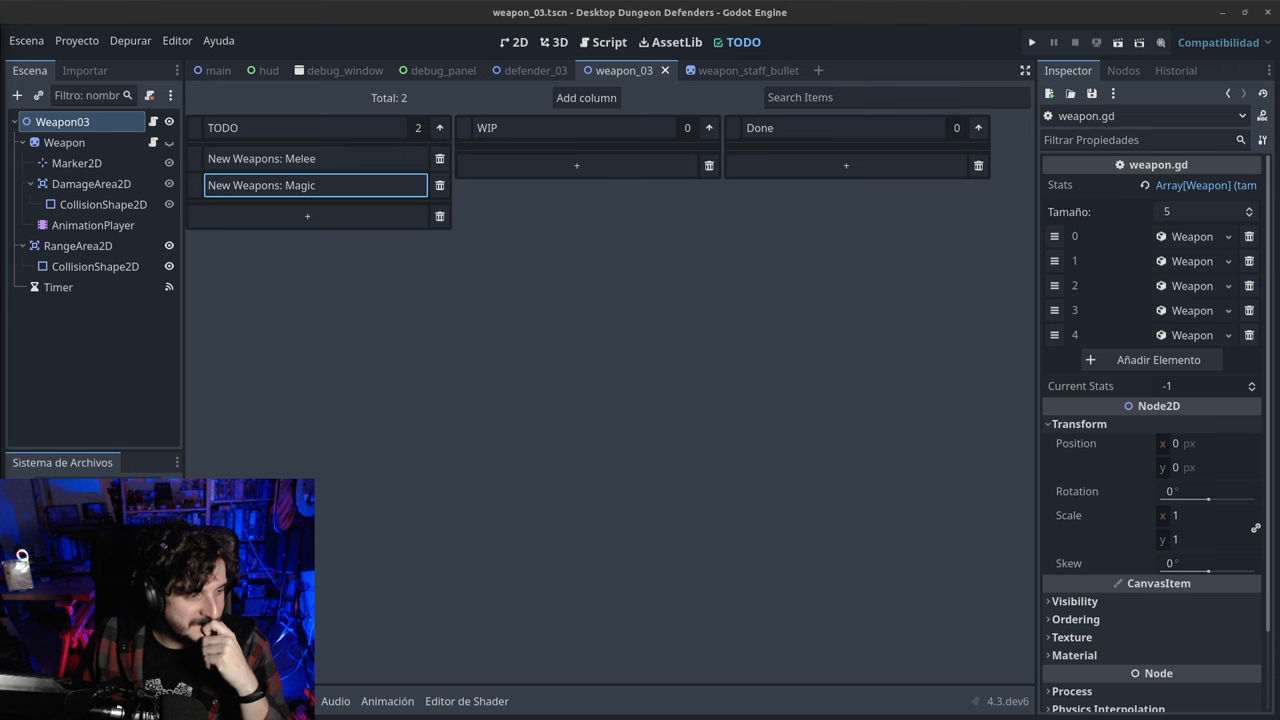 weapon_03.tscn - Desktop Dungeon Defenders - Godot Engine
Escena Proyecto Depurar Editor Ayuda
2D 3D Script AssetLib TODO
Compatibilidad
Escena Importar
main hud debug_window debug_panel defender_03 weapon_03 weapon_staff_bullet
Inspector Nodos Historial
Filtro: nombr
Total: 2 Add column Search Items
weapon.gd
Filtrar Propiedades
Weapon03
Weapon
Marker2D
DamageArea2D
CollisionShape2D
AnimationPlayer
RangeArea2D
CollisionShape2D
Timer
TODO 2
New Weapons: Melee
New Weapons: Magic
+
WIP 0
+
Done 0
+
weapon.gd
Stats Array[Weapon] (tam
Tamaño: 5
0 Weapon
1 Weapon
2 Weapon
3 Weapon
4 Weapon
Añadir Elemento
Current Stats -1
Node2D
Transform
Position x 0 px
y 0 px
Rotation 0 °
Scale x 1
y 1
Skew 0 °
CanvasItem
Visibility
Ordering
Texture
Material
Node
Process
Physics Interpolation
Sistema de Archivos
Audio Animación Editor de Shader
4.3.dev6